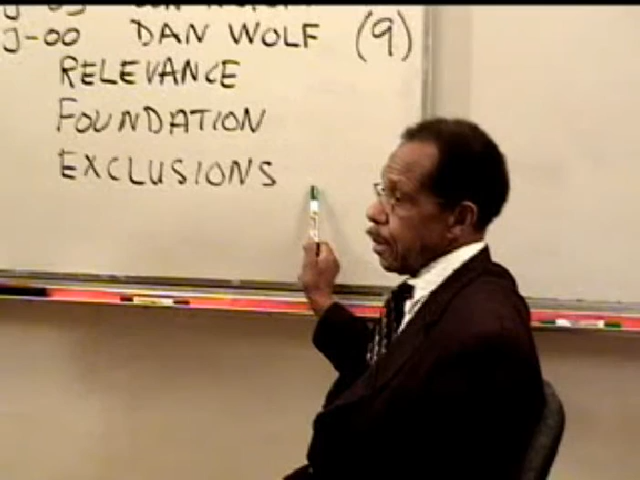 J-00 DAN WOLF (9)
RELEVANCE
FOUNDATION
EXCLUSIONS